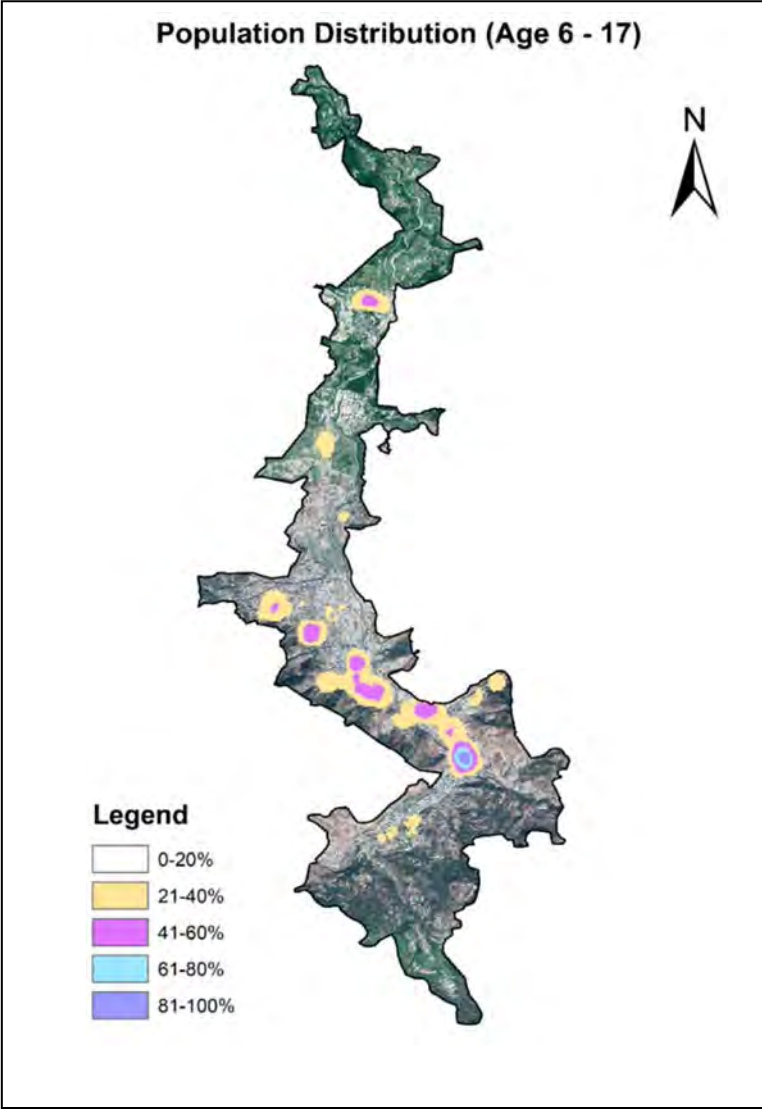 Population Distribution (Age 6 - 17)
N
Legend
0-20%
21-40%
41-60%
61-80%
81-100%